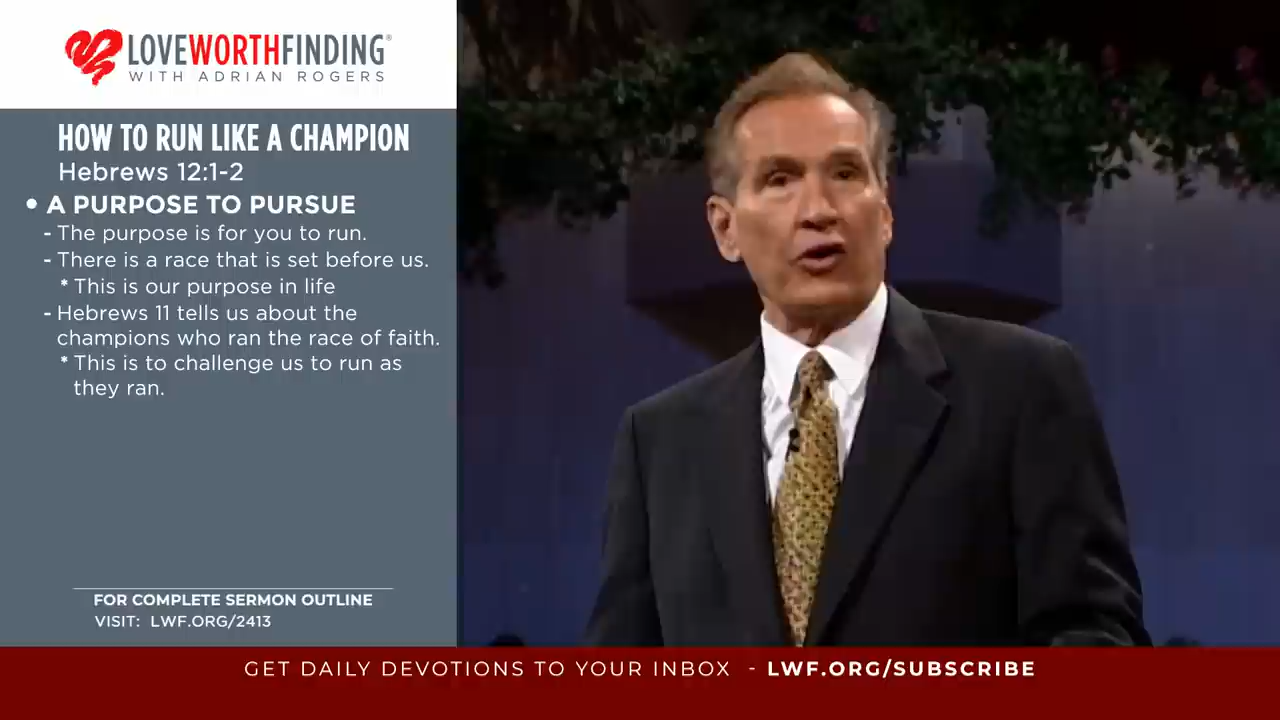 LOVEWORTHFINDING®
WITH ADRIAN ROGERS
HOW TO RUN LIKE A CHAMPION
Hebrews 12:1-2
• A PURPOSE TO PURSUE
- The purpose is for you to run.
- There is a race that is set before us.
* This is our purpose in life
- Hebrews 11 tells us about the
champions who ran the race of faith.
* This is to challenge us to run as
they ran.
FOR COMPLETE SERMON OUTLINE
VISIT: LWF.ORG/2413
GET DAILY DEVOTIONS TO YOUR INBOX - LWF.ORG/SUBSCRIBE